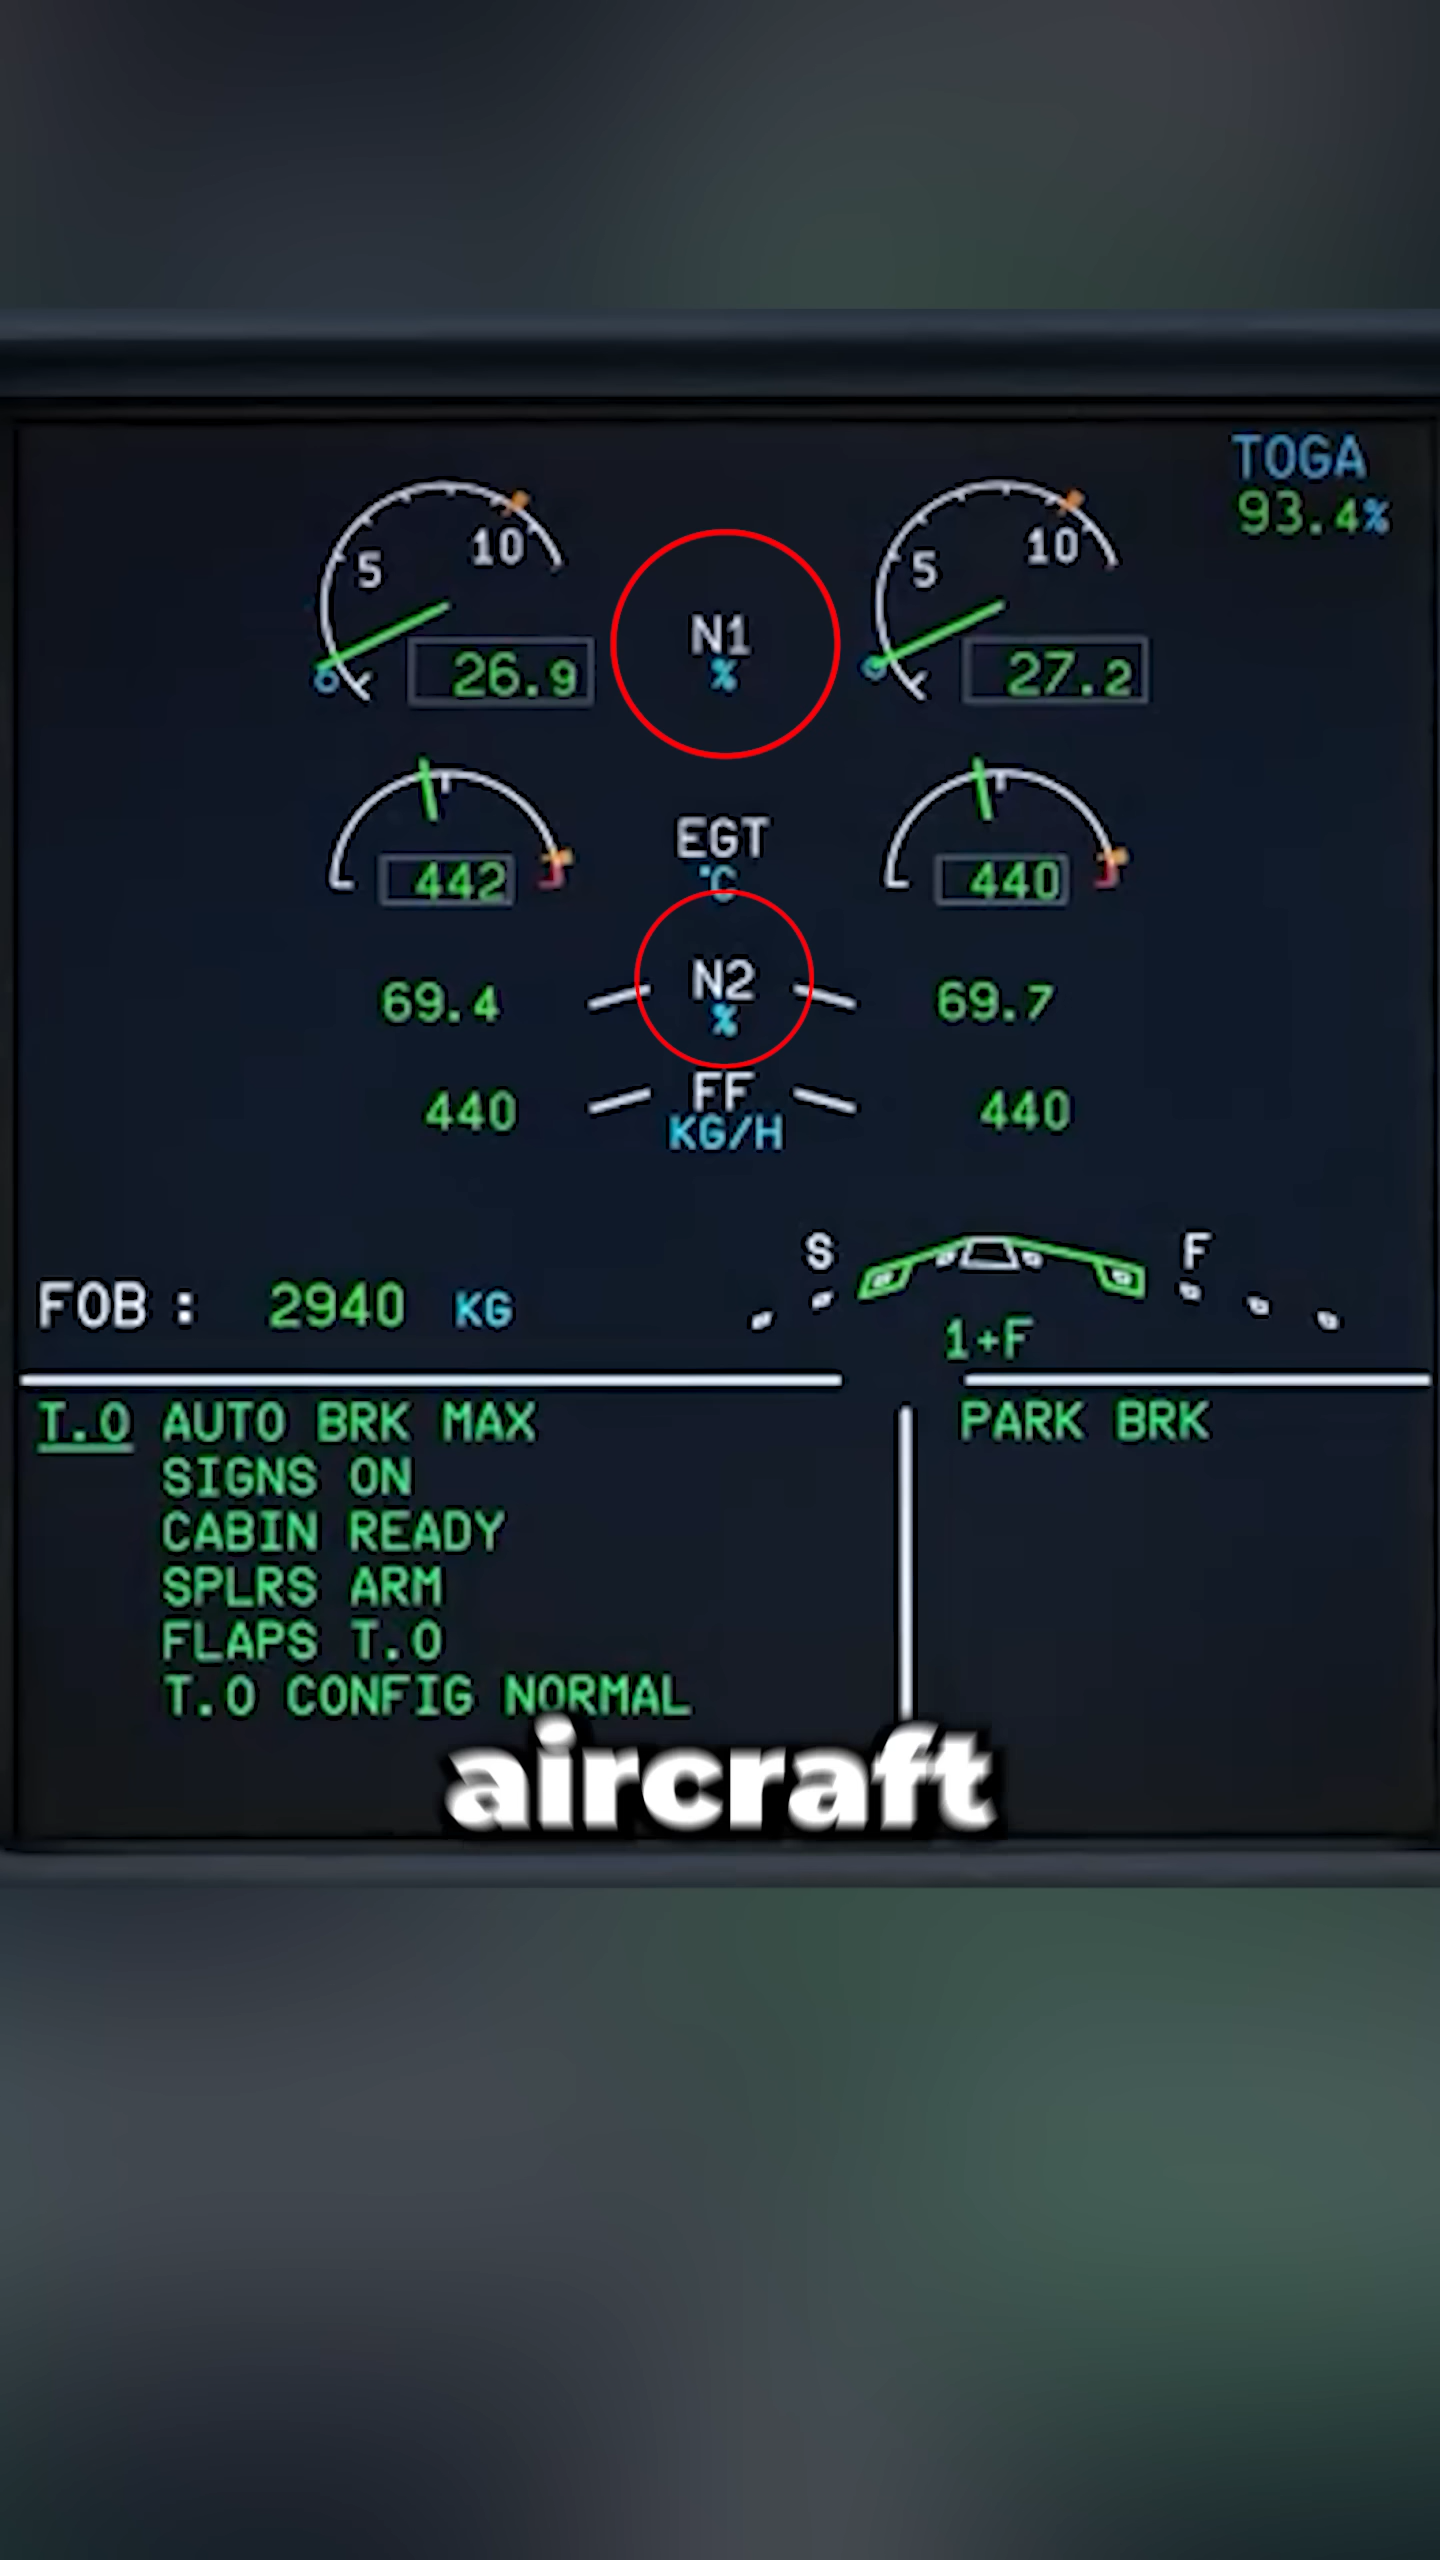 TOGA
93.4%
5 10 5 10
26.9 N1 27.2
%
EGT
442 °C 440
69.4 N2 69.7
%
440 FF 440
KG/H
S F
FOB : 2940 KG
1+F
T.O AUTO BRK MAX PARK BRK
SIGNS ON
CABIN READY
SPLRS ARM
FLAPS T.O
T.O CONFIG NORMAL
aircraft